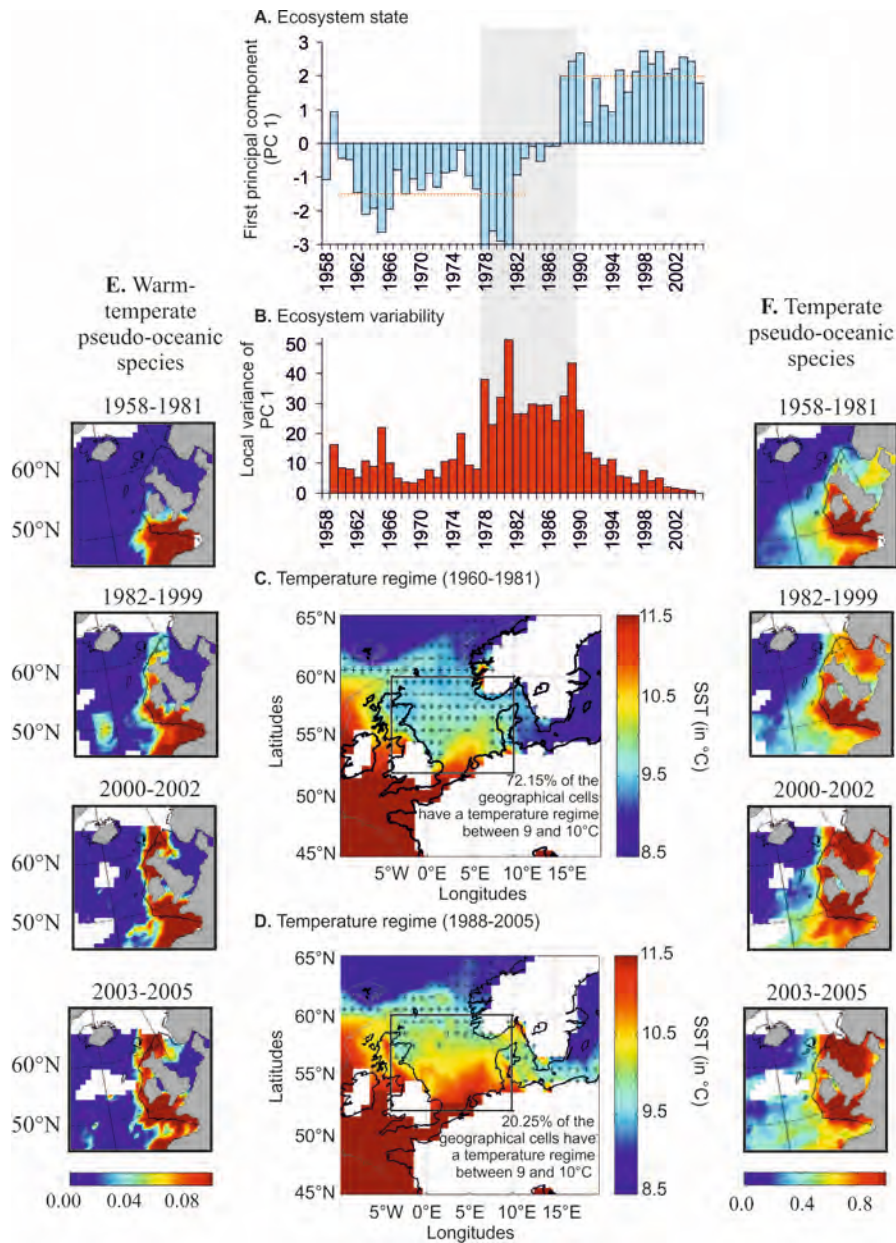 A. Ecosystem state
First principal component
(PC 1)
3
2
1
0
-1
-2
-3
1958
1962
1966
1970
1974
1978
1982
1986
1990
1994
1998
2002
B. Ecosystem variability
Local variance of
PC 1
50
40
30
20
10
0
1958
1962
1966
1970
1974
1978
1982
1986
1990
1994
1998
2002
C. Temperature regime (1960-1981)
65°N
60°N
55°N
50°N
45°N
Latitudes
5°W 0°E 5°E 10°E 15°E
Longitudes
72.15% of the
geographical cells
have a temperature regime
between 9 and 10°C
11.5
10.5
9.5
8.5
SST (in °C)
D. Temperature regime (1988-2005)
65°N
60°N
55°N
50°N
45°N
Latitudes
5°W 0°E 5°E 10°E 15°E
Longitudes
20.25% of the
geographical cells have
a temperature regime
between 9 and 10°C
11.5
10.5
9.5
8.5
SST (in °C)
E. Warm-
temperate
pseudo-oceanic
species
1958-1981
60°N
50°N
1982-1999
60°N
50°N
2000-2002
60°N
50°N
2003-2005
60°N
50°N
0.00 0.04 0.08
F. Temperate
pseudo-oceanic
species
1958-1981
1982-1999
2000-2002
2003-2005
0.0 0.4 0.8